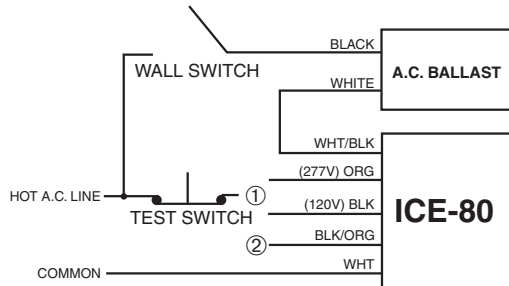 BLACK
WALL SWITCH
A.C. BALLAST
WHITE
WHT/BLK
(277V) ORG
HOT A.C. LINE
①
(120V) BLK
ICE-80
TEST SWITCH
②
BLK/ORG
COMMON
WHT